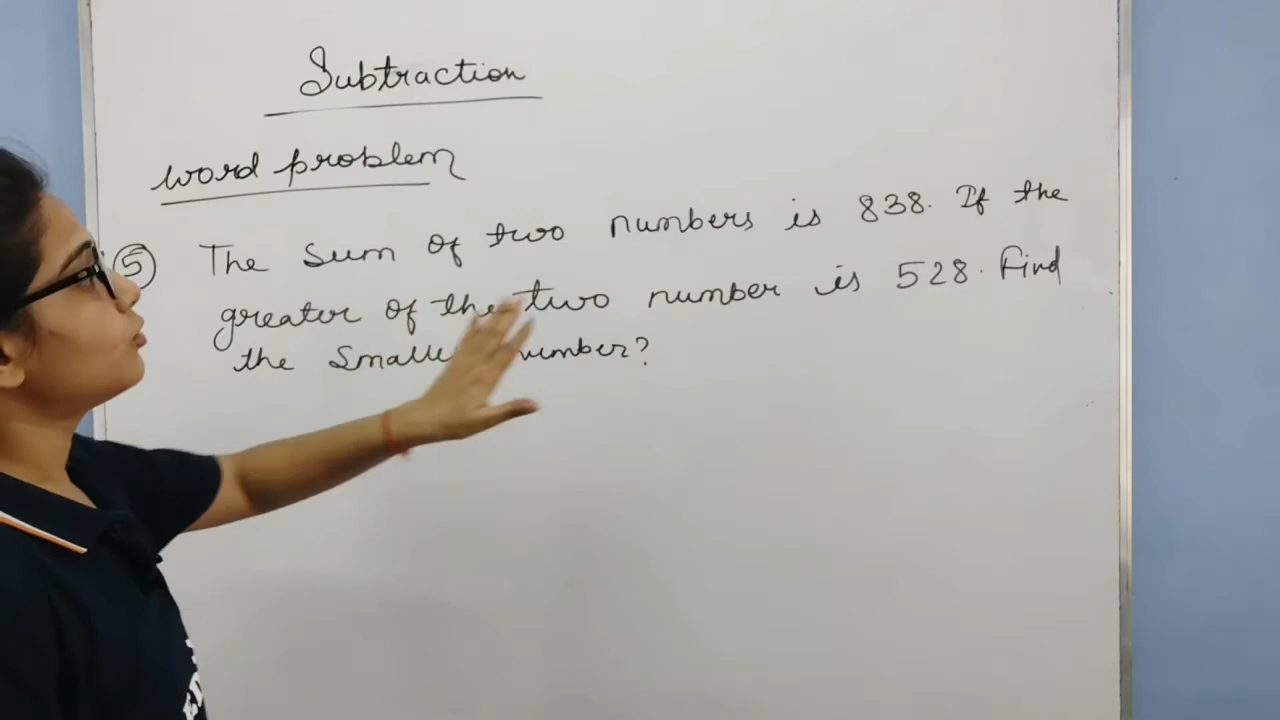 Subtraction
word problem
5 The Sum of two numbers is 838. If the
greater of the two number is 528. Find
the Smalle number?